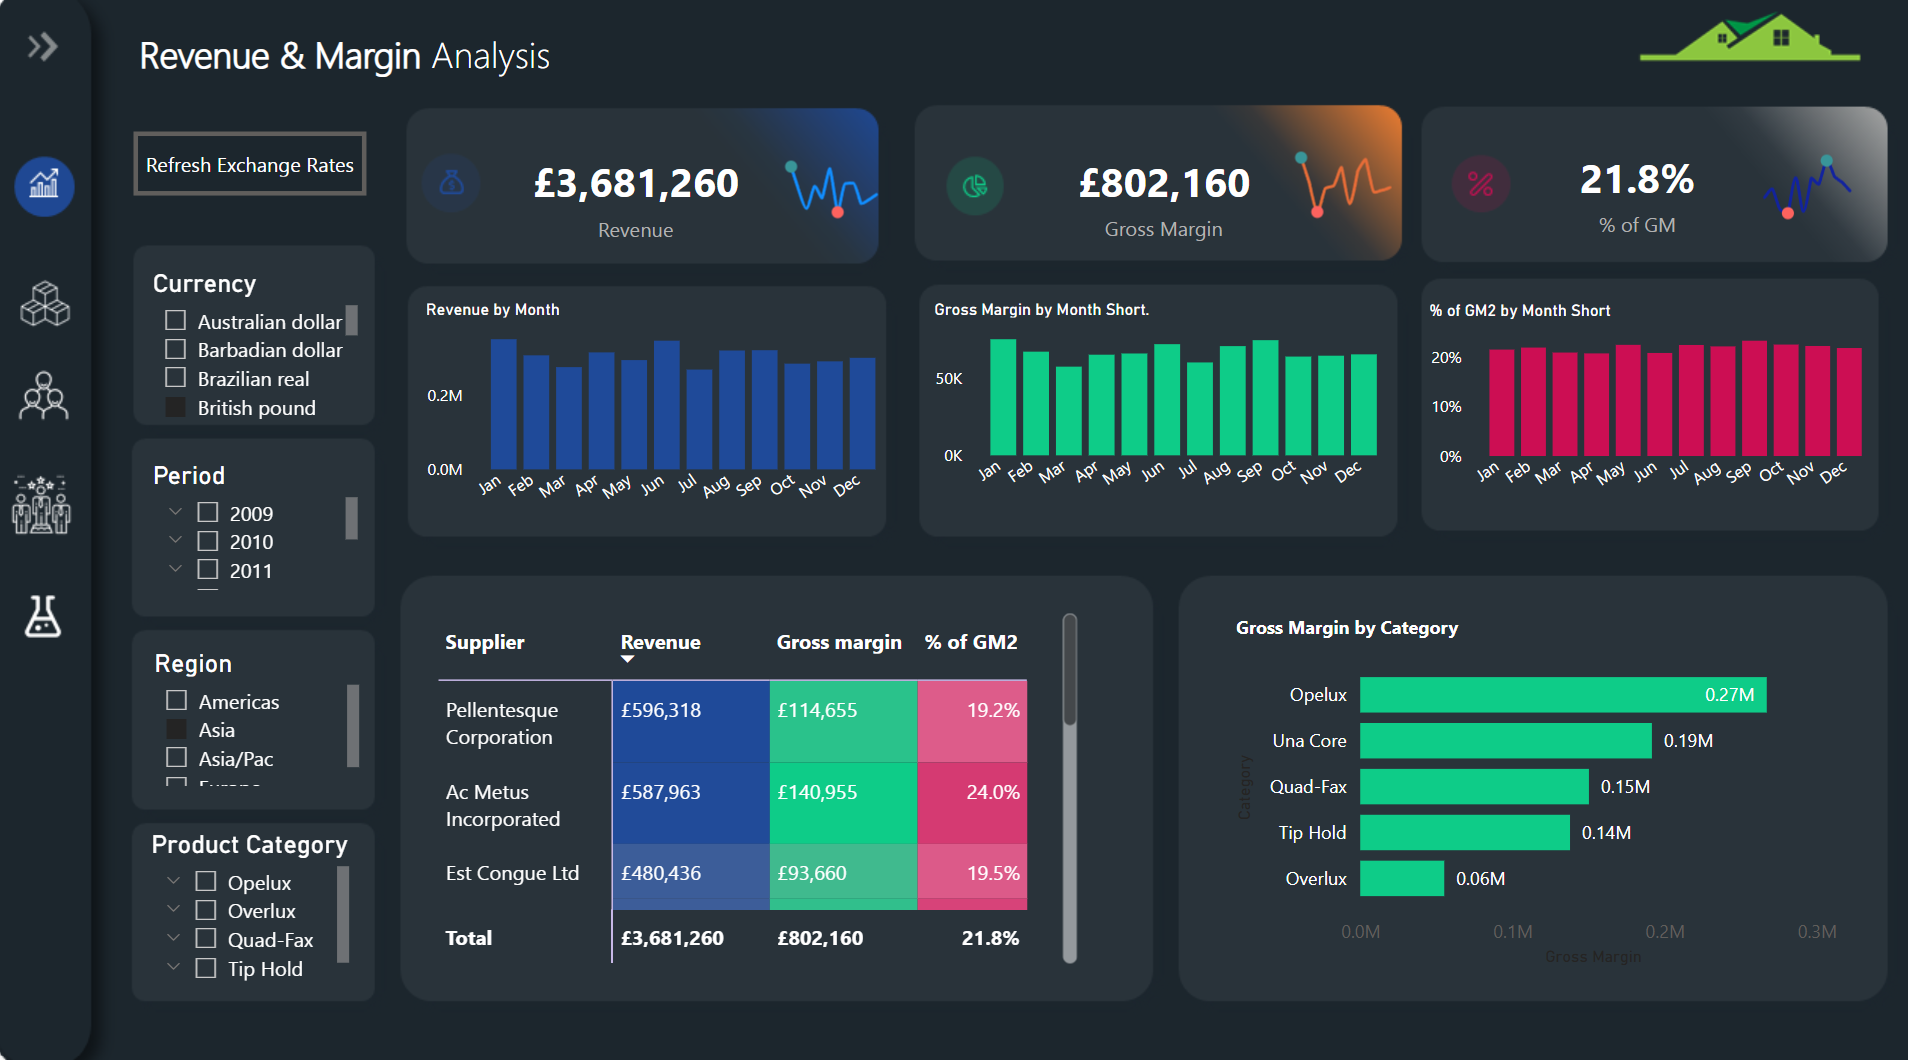 Revenue & Margin Analysis
Refresh Exchange Rates
£3,681,260
Revenue
£802,160
Gross Margin
21.8%
% of GM
Currency
Australian dollar
Barbadian dollar
Brazilian real
British pound
Period
2009
2010
2011
Region
Americas
Asia
Asia/Pac
Product Category
Opelux
Overlux
Quad-Fax
Tip Hold
Revenue by Month
0.2M
0.0M
Jan Feb Mar Apr May Jun Jul Aug Sep Oct Nov Dec
Gross Margin by Month Short.
50K
0K
Jan Feb Mar Apr May Jun Jul Aug Sep Oct Nov Dec
% of GM2 by Month Short
20%
10%
0%
Jan Feb Mar Apr May Jun Jul Aug Sep Oct Nov Dec
Supplier Revenue Gross margin % of GM2
Pellentesque £596,318 £114,655 19.2%
Corporation
Ac Metus £587,963 £140,955 24.0%
Incorporated
Est Congue Ltd £480,436 £93,660 19.5%
Total £3,681,260 £802,160 21.8%
Gross Margin by Category
Category
Opelux 0.27M
Una Core 0.19M
Quad-Fax 0.15M
Tip Hold 0.14M
Overlux 0.06M
0.0M 0.1M 0.2M 0.3M
Gross Margin